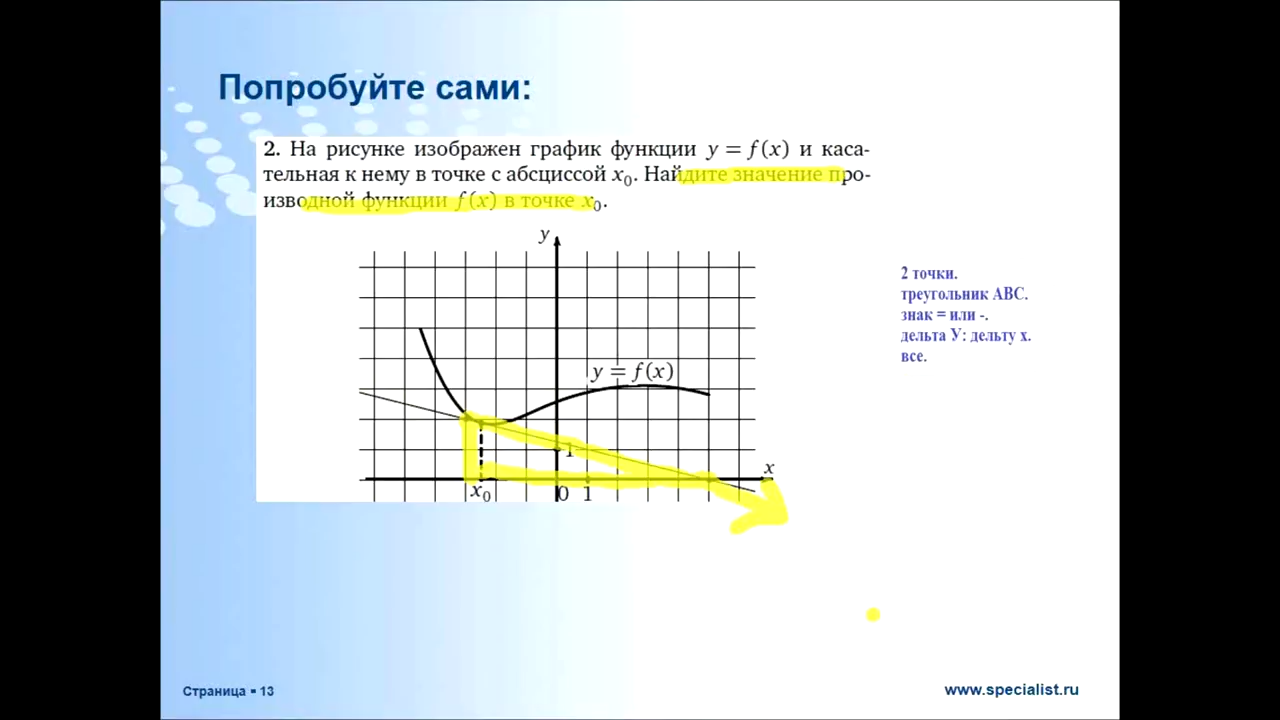 Попробуйте сами:
2. На рисунке изображен график функции y = f(x) и каса-
тельная к нему в точке с абсциссой x₀. Найдите значение про-
изводной функции f(x) в точке x₀.
y
2 точки.
треугольник АВС.
знак = или -.
дельта У: дельту х.
все.
y = f(x)
1
x
x₀ 0 1
Страница ▪ 13
www.specialist.ru